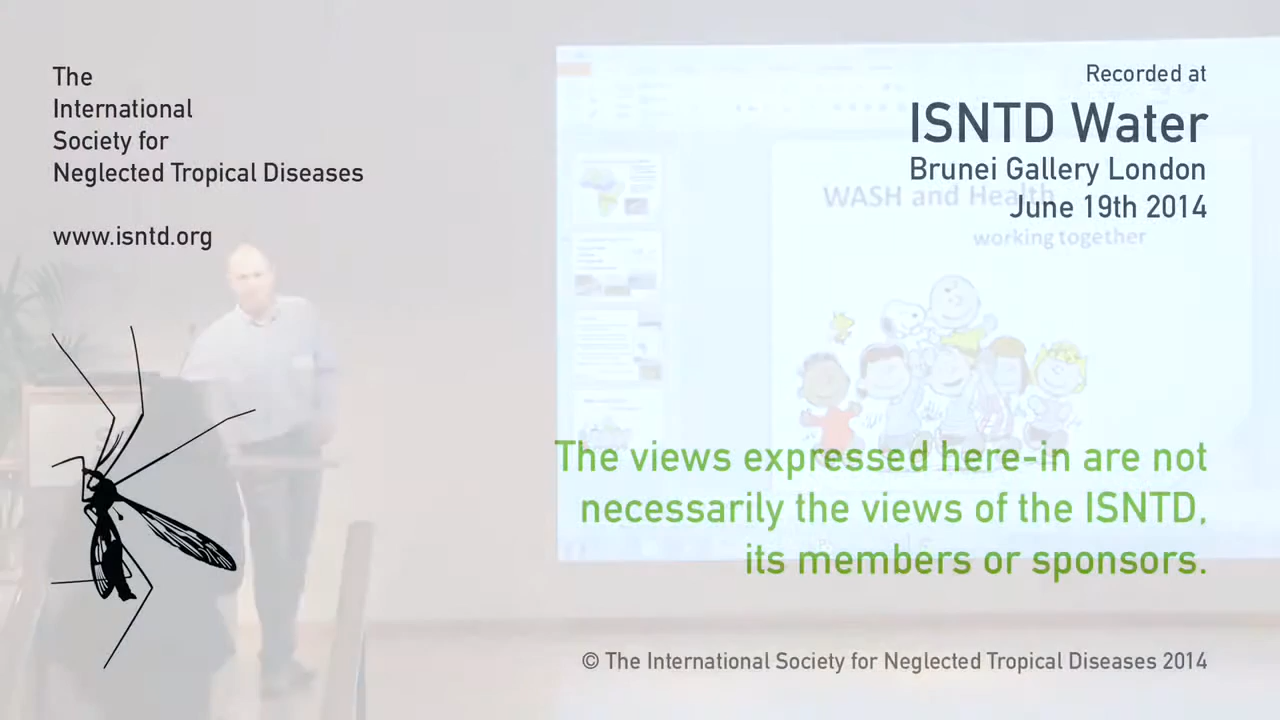 The
International
Society for
Neglected Tropical Diseases
www.isntd.org
Recorded at
ISNTD Water
Brunei Gallery London
June 19th 2014
WASH and Health
working together
The views expressed here-in are not
necessarily the views of the ISNTD,
its members or sponsors.
© The International Society for Neglected Tropical Diseases 2014